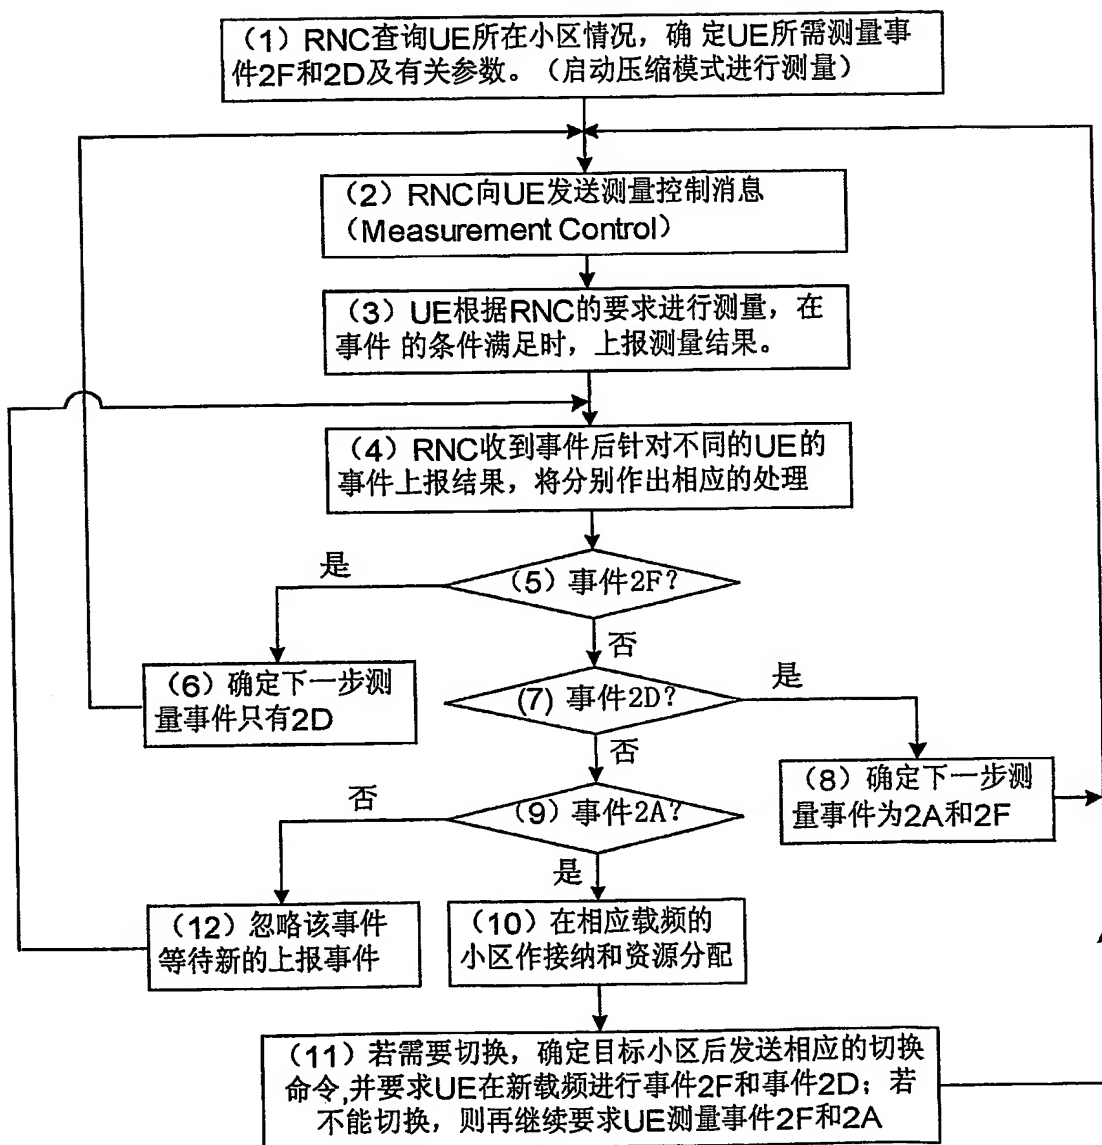 （1）RNC查询UE所在小区情况，确 定UE所需测量事
件2F和2D及有关参数。（启动压缩模式进行测量）
（2）RNC向UE发送测量控制消息
（Measurement Control）
（3）UE根据RNC的要求进行测量，在
事件 的条件满足时，上报测量结果。
（4）RNC收到事件后针对不同的UE的
事件上报结果，将分别作出相应的处理
是
（5）事件2F？
否
（6）确定下一步测
量事件只有2D
(7) 事件2D？
是
否
（8）确定下一步测
量事件为2A和2F
否
（9）事件2A？
是
（12）忽略该事件
等待新的上报事件
（10）在相应载频的
小区作接纳和资源分配
（11）若需要切换，确定目标小区后发送相应的切换
命令,并要求UE在新载频进行事件2F和事件2D；若
不能切换，则再继续要求UE测量事件2F和2A